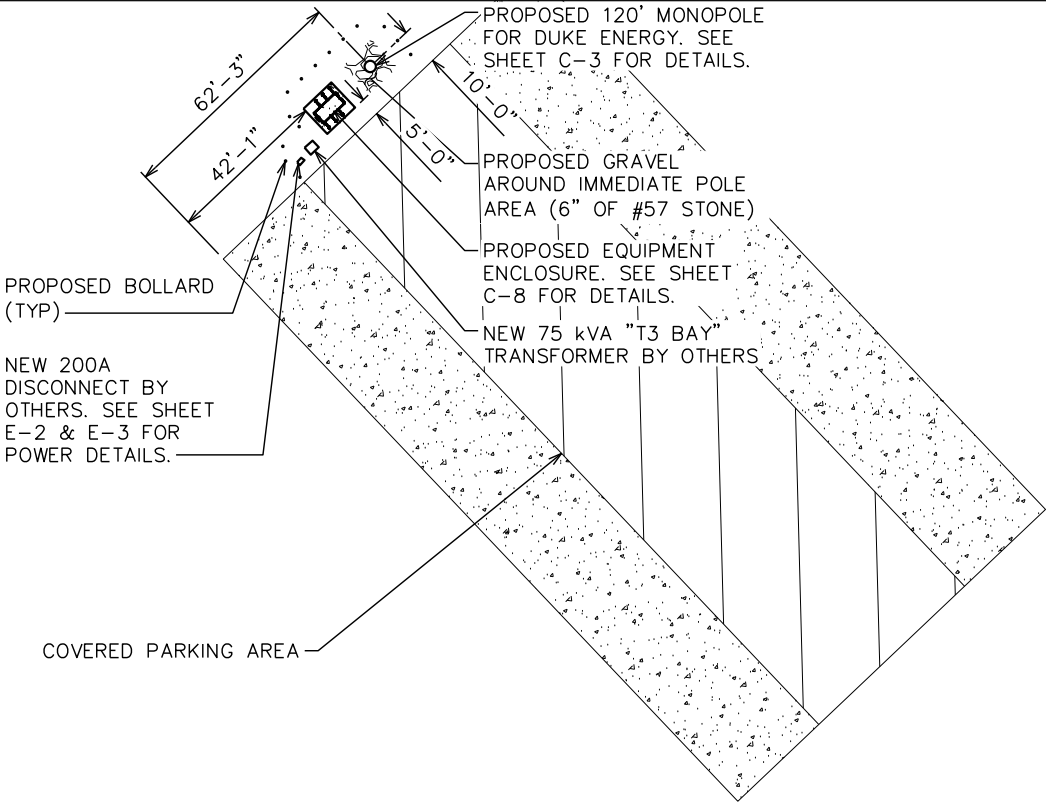 PROPOSED 120' MONOPOLE
FOR DUKE ENERGY. SEE
SHEET C-3 FOR DETAILS.
62'-3"
42'-1"
10'-0"
5'-0"
PROPOSED GRAVEL
AROUND IMMEDIATE POLE
AREA (6" OF #57 STONE)
PROPOSED EQUIPMENT
ENCLOSURE. SEE SHEET
C-8 FOR DETAILS.
NEW 75 kVA "T3 BAY"
TRANSFORMER BY OTHERS
PROPOSED BOLLARD
(TYP)
NEW 200A
DISCONNECT BY
OTHERS. SEE SHEET
E-2 & E-3 FOR
POWER DETAILS.
COVERED PARKING AREA